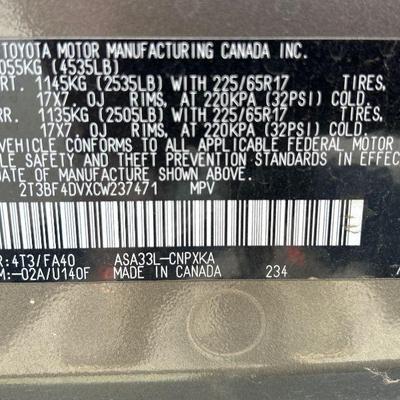 TOYOTA MOTOR MANUFACTURING CANADA INC.
055KG (4535LB)
RT. 1145KG (2535LB) WITH 225/65R17 TIRES,
17X7. OJ RIMS, AT 220KPA (32PSI) COLD.
RR. 1135KG (2505LB) WITH 225/65R17 TIRES,
17X7. OJ RIMS, AT 220KPA (32PSI) COLD.
VEHICLE CONFORMS TO ALL APPLICABLE FEDERAL MOTOR
LE SAFETY, BUMPER, AND THEFT PREVENTION STANDARDS IN EFFECT
DATE OF MANUFACTURE SHOWN ABOVE.
2T3BF4DVXCW237471 MPV
R:4T3/FA40 ASA33L-CNPXKA
M:-02A/U140F MADE IN CANADA 234